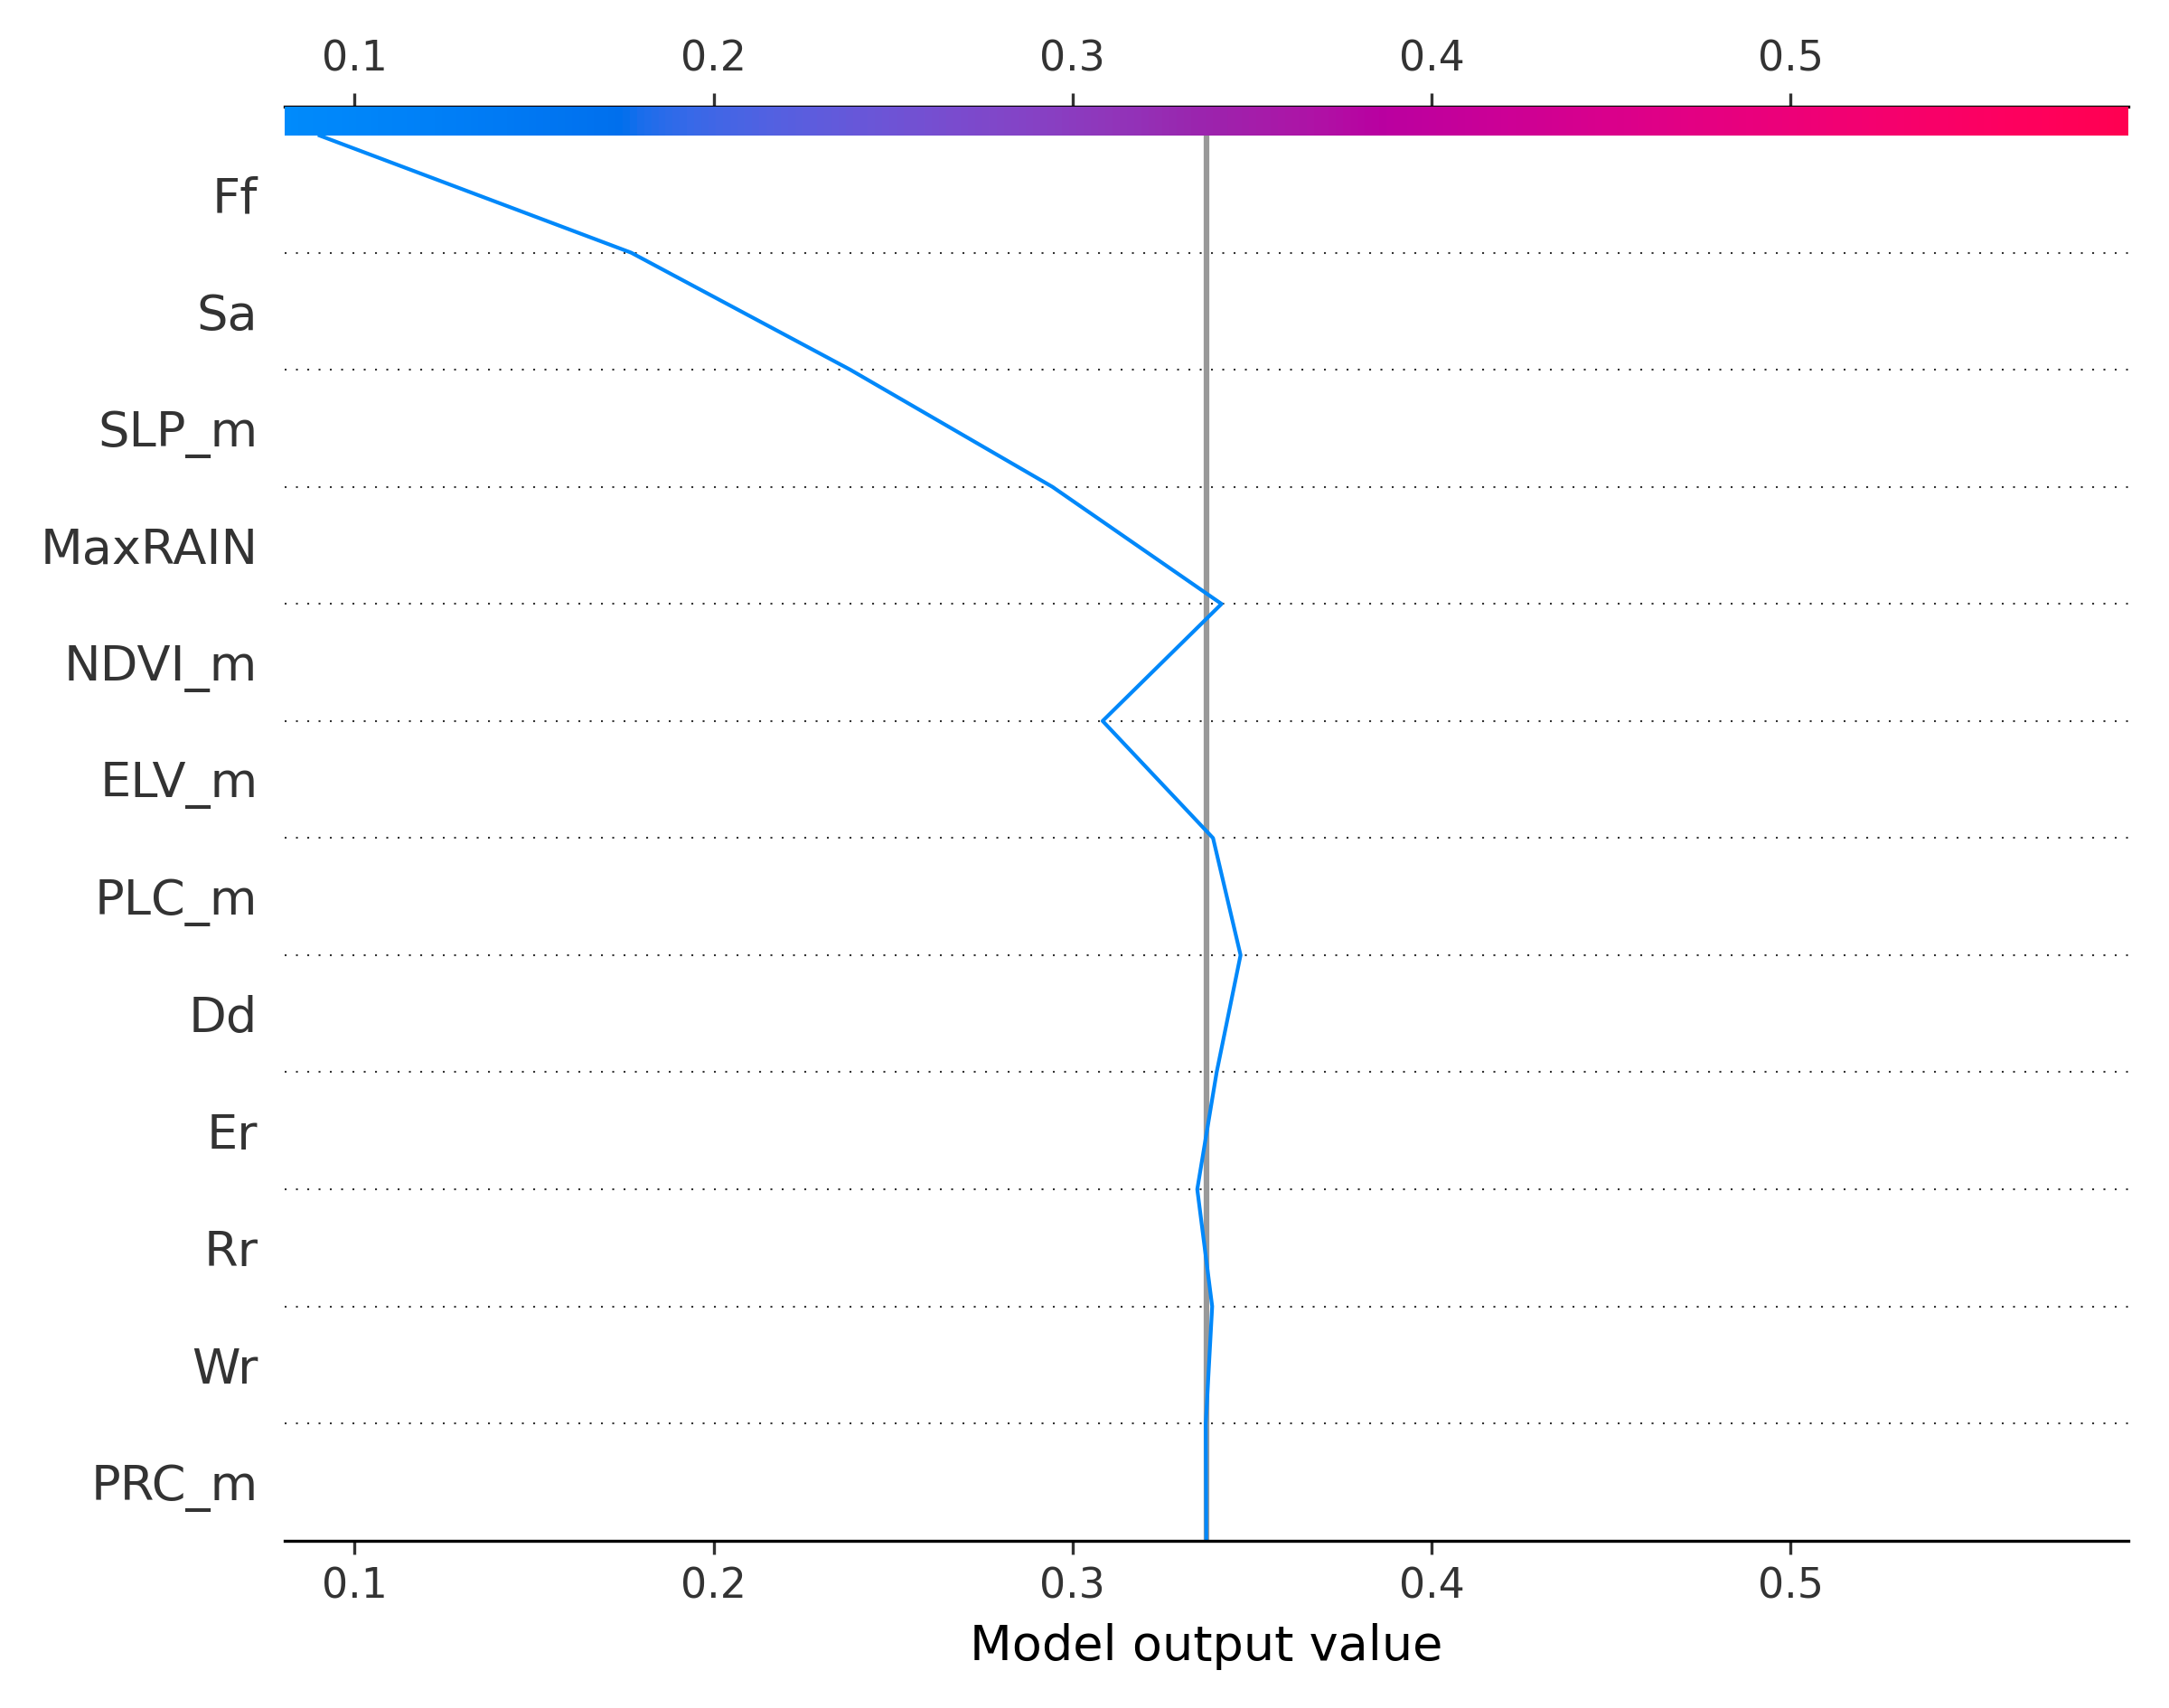 0.1 0.2 0.3 0.4 0.5
Ff
Sa
SLP_m
MaxRAIN
NDVI_m
ELV_m
PLC_m
Dd
Er
Rr
Wr
PRC_m
0.1 0.2 0.3 0.4 0.5
Model output value